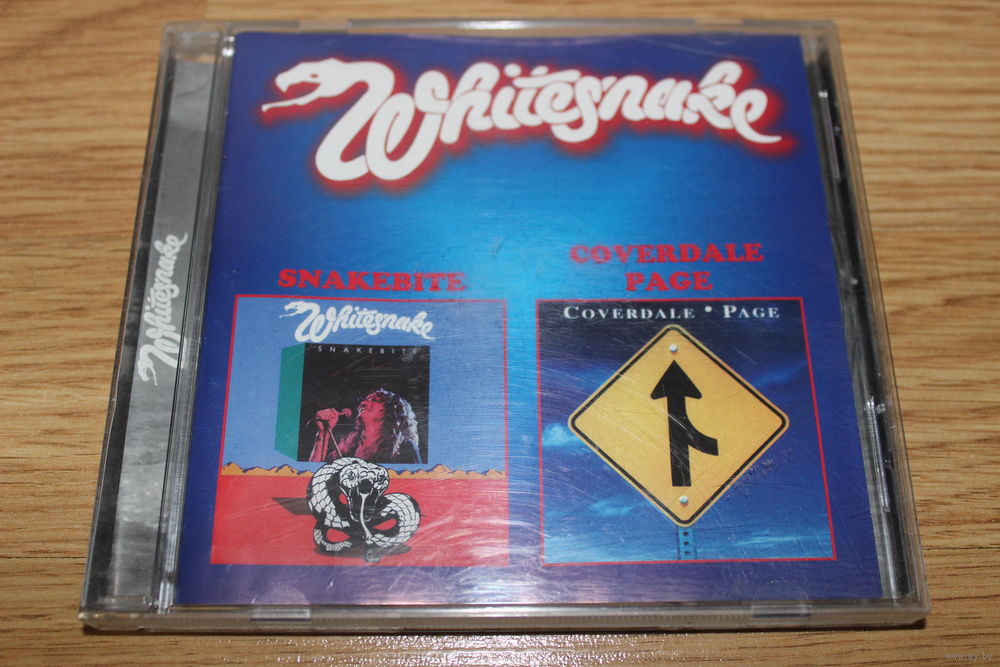 Whitesnake
Whitesnake
SNAKEBITE
COVERDALE
PAGE
Whitesnake
SNAKEBITE
COVERDALE • PAGE